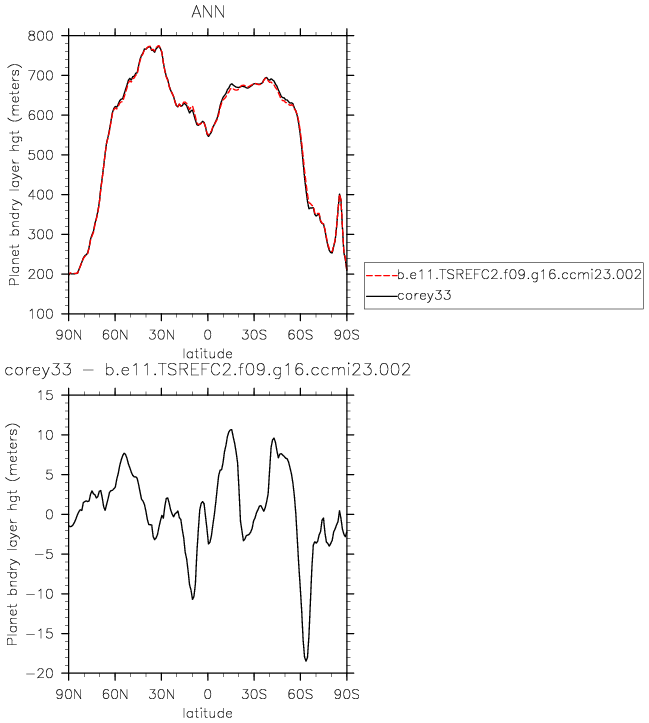 ANN
Planet bndry layer hgt (meters)
800
700
600
500
400
300
200
100
90N 60N 30N 0 30S 60S 90S
latitude
b.e11.TSREFC2.f09.g16.ccmi23.002
corey33
corey33 − b.e11.TSREFC2.f09.g16.ccmi23.002
Planet bndry layer hgt (meters)
15
10
5
0
−5
−10
−15
−20
90N 60N 30N 0 30S 60S 90S
latitude